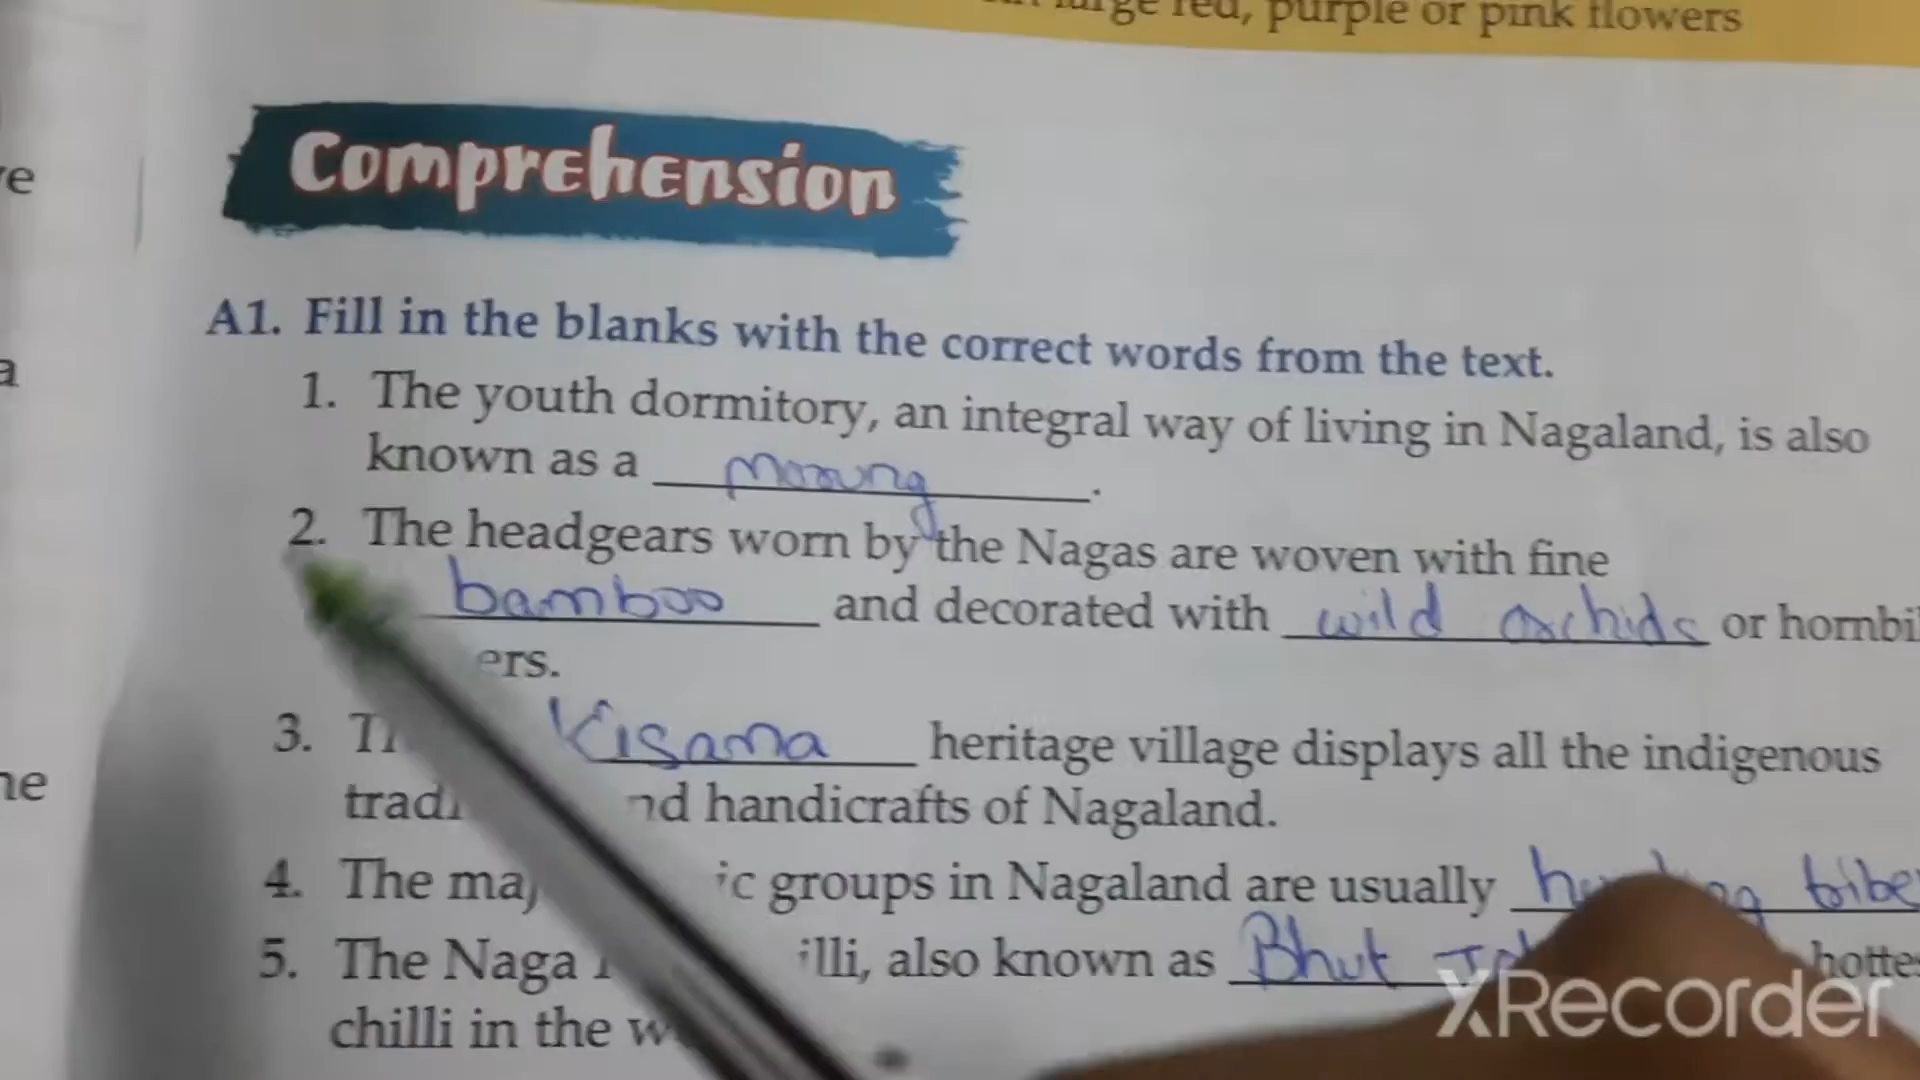 large red, purple or pink flowers
re
a
ne
Comprehension
A1. Fill in the blanks with the correct words from the text.
1. The youth dormitory, an integral way of living in Nagaland, is also
known as a morung.
2. The headgears worn by the Nagas are woven with fine
bamboo and decorated with wild orchids or hornbil
ers.
3. Kisama heritage village displays all the indigenous
trad nd handicrafts of Nagaland.
4. The maj ic groups in Nagaland are usually
5. The Naga illi, also known as Bhut hotte
chilli in the w
XRecorder